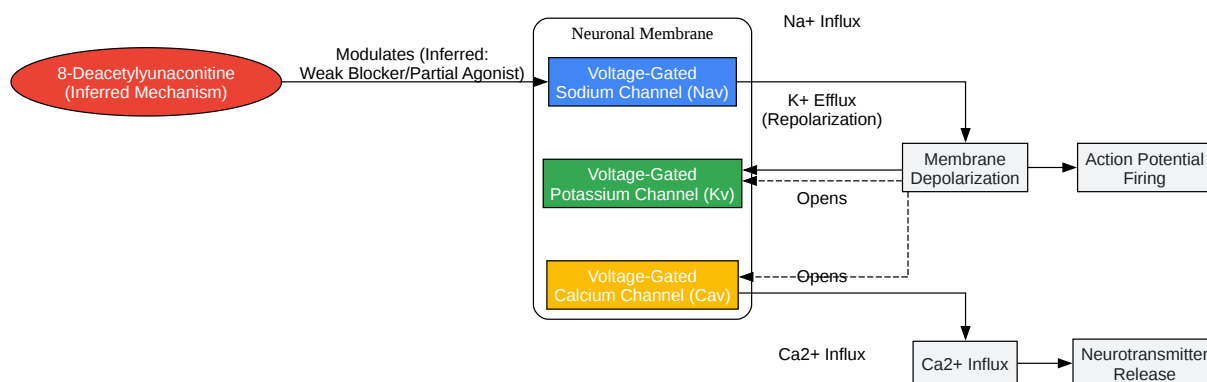 Na+ Influx
Neuronal Membrane
8-Deacetylyunaconitine
(Inferred Mechanism)
Modulates (Inferred:
Weak Blocker/Partial Agonist)
Voltage-Gated
Sodium Channel (Nav)
K+ Efflux
(Repolarization)
Voltage-Gated
Potassium Channel (Kv)
Opens
Membrane
Depolarization
Action Potential
Firing
Voltage-Gated
Calcium Channel (Cav)
Opens
Ca2+ Influx
Ca2+ Influx
Neurotransmitter
Release